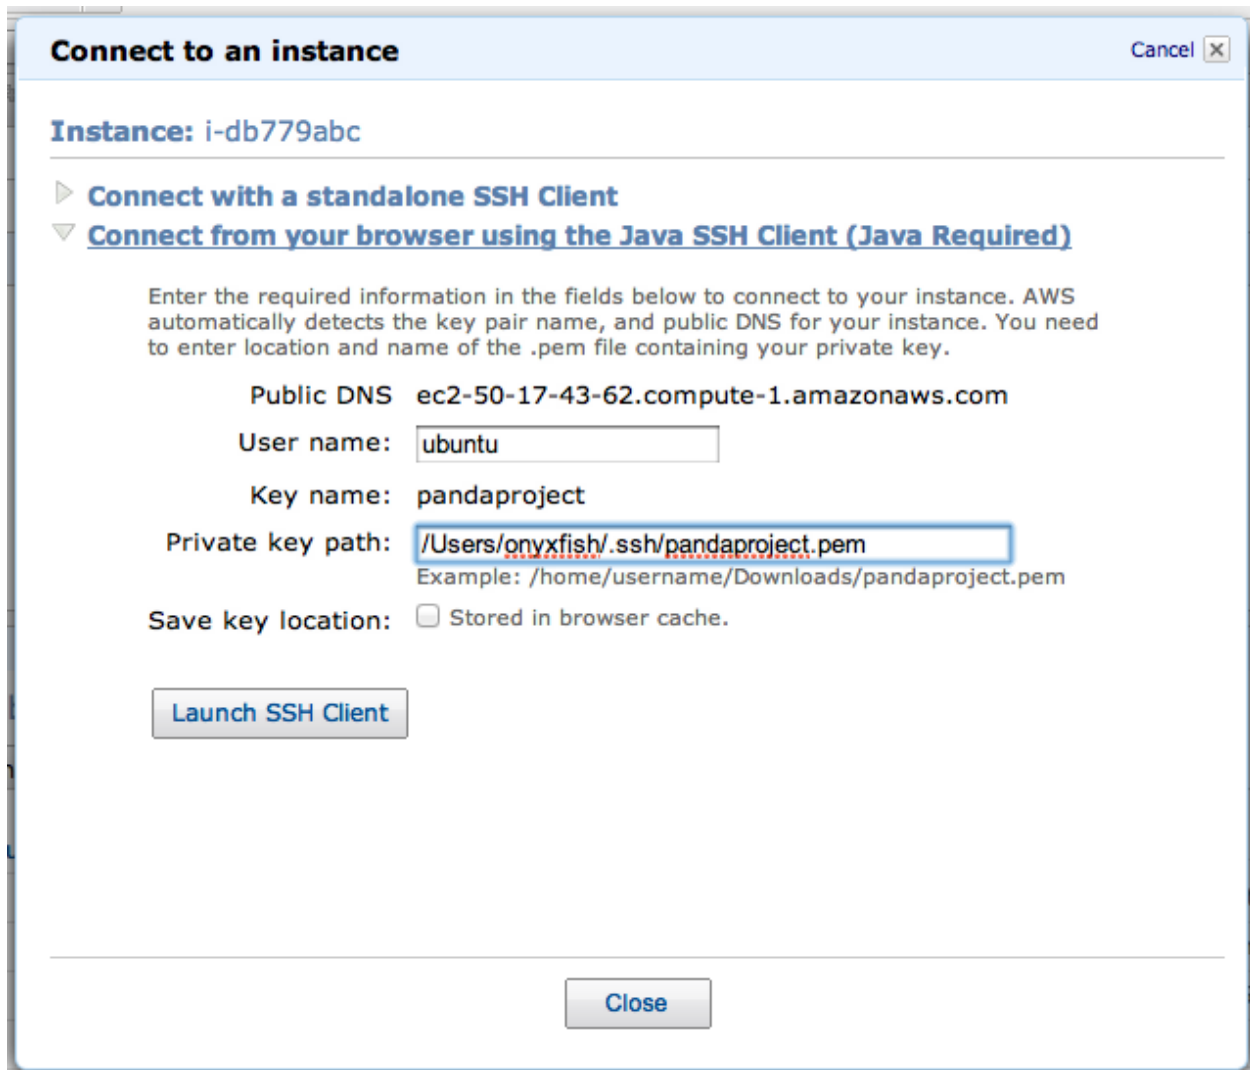 Connect to an instance
Cancel
Instance: i-db779abc
Connect with a standalone SSH Client
Connect from your browser using the Java SSH Client (Java Required)
Enter the required information in the fields below to connect to your instance. AWS
automatically detects the key pair name, and public DNS for your instance. You need
to enter location and name of the .pem file containing your private key.
Public DNS ec2-50-17-43-62.compute-1.amazonaws.com
User name: ubuntu
Key name: pandaproject
Private key path: /Users/onyxfish/.ssh/pandaproject.pem
Example: /home/username/Downloads/pandaproject.pem
Save key location: Stored in browser cache.
Launch SSH Client
Close